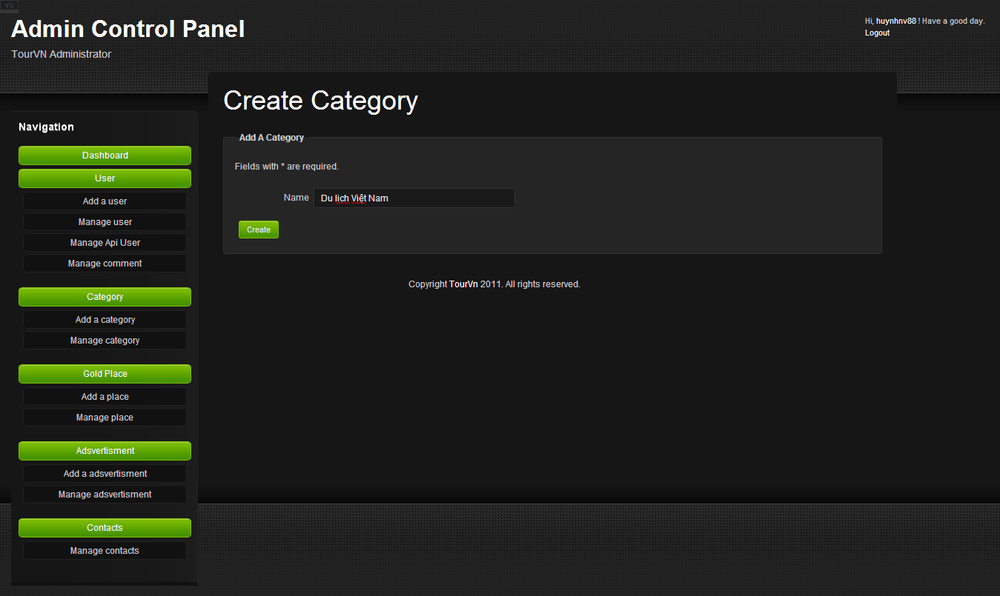 Yii
Admin Control Panel
TourVN Administrator
Hi, huynhnv88 ! Have a good day.
Logout
Navigation
Dashboard
User
Add a user
Manage user
Manage Api User
Manage comment
Category
Add a category
Manage category
Gold Place
Add a place
Manage place
Adsvertisment
Add a adsvertisment
Manage adsvertisment
Contacts
Manage contacts
Create Category
Add A Category
Fields with * are required.
Name Du lich Việt Nam
Create
Copyright TourVn 2011. All rights reserved.